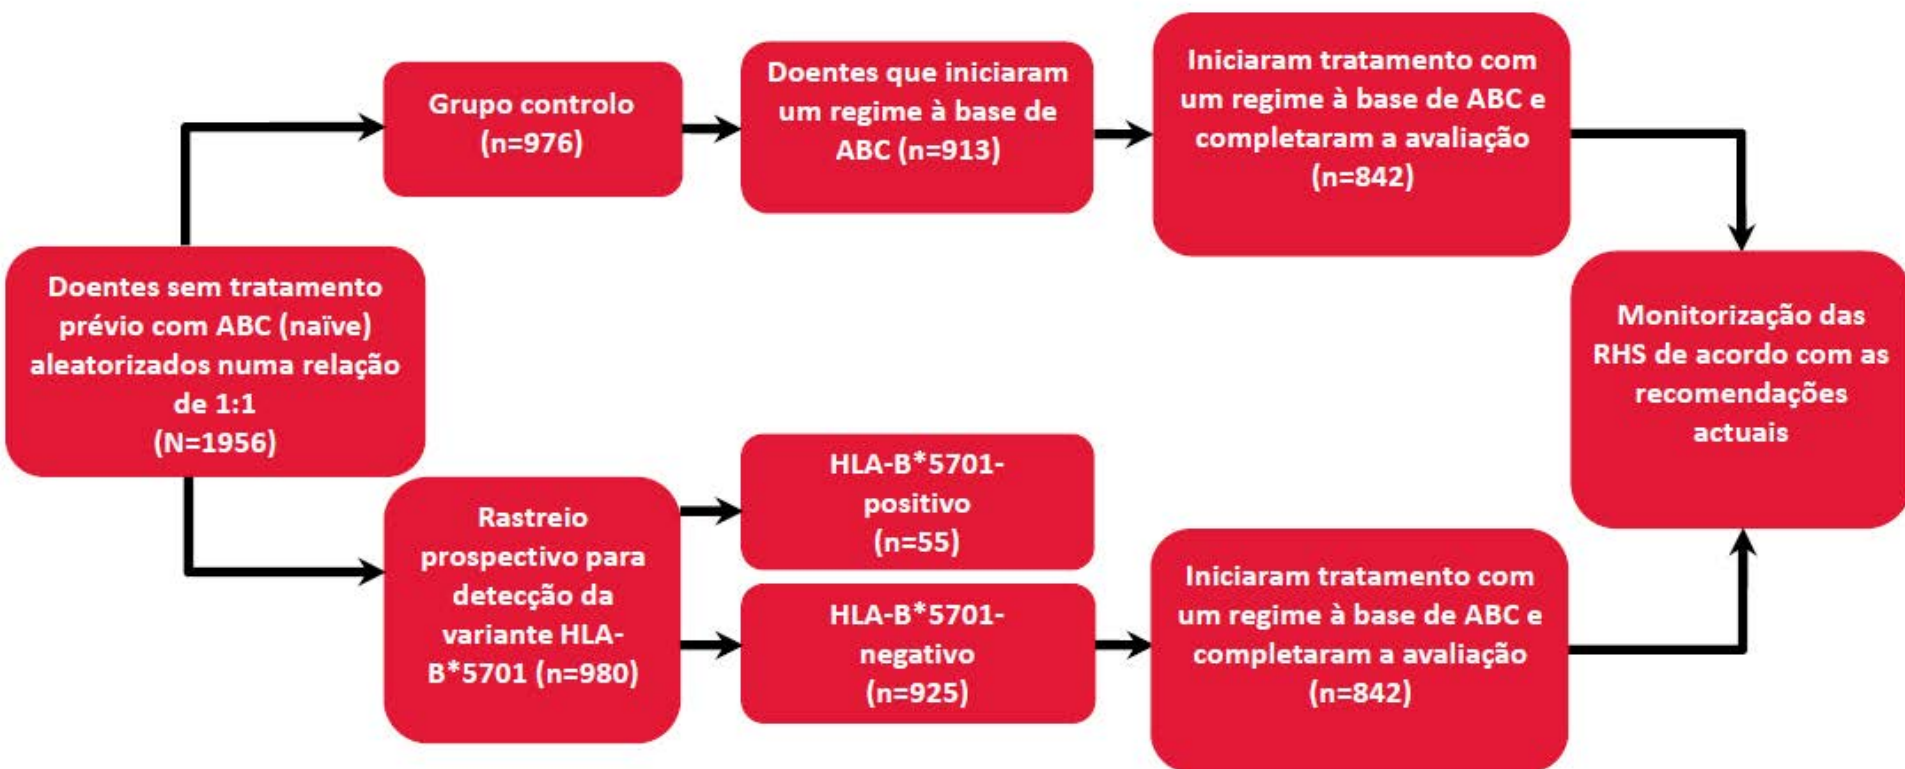 Doentes sem tratamento
prévio com ABC (naïve)
aleatorizados numa relação
de 1:1
(N=1956)
Grupo controlo
(n=976)
Doentes que iniciaram
um regime à base de
ABC (n=913)
Iniciaram tratamento com
um regime à base de ABC e
completaram a avaliação
(n=842)
Rastreio
prospectivo para
detecção da
variante HLA-
B*5701 (n=980)
HLA-B*5701-
positivo
(n=55)
HLA-B*5701-
negativo
(n=925)
Iniciaram tratamento com
um regime à base de ABC e
completaram a avaliação
(n=842)
Monitorização das
RHS de acordo com as
recomendações
actuais